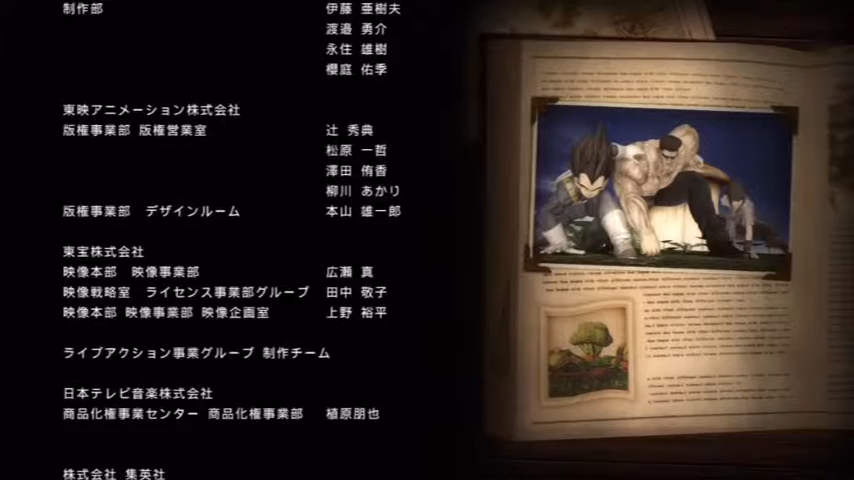 制作部 伊藤 亜樹夫
渡邉 勇介
永住 雄樹
櫻庭 佑季
東映アニメーション株式会社
版権事業部 版権営業室 辻 秀典
松原 一哲
澤田 侑香
柳川 あかり
版権事業部 デザインルーム 本山 雄一郎
東宝株式会社
映像本部 映像事業部 広瀬 真
映像戦略室 ライセンス事業部グループ 田中 敬子
映像本部 映像事業部 映像企画室 上野 裕平
ライブアクション事業グループ 制作チーム
日本テレビ音楽株式会社
商品化権事業センター 商品化権事業部 植原朋也
株式会社 集英社